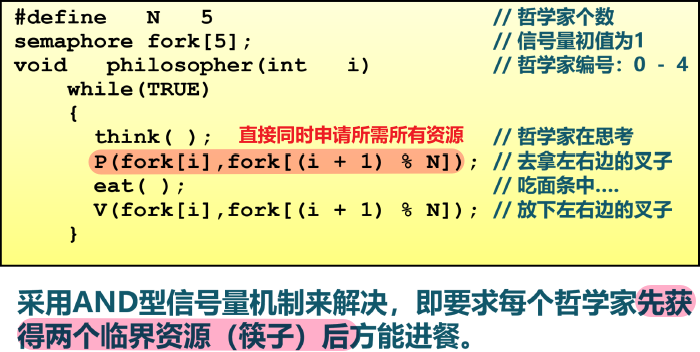 #define N 5 // 哲学家个数
semaphore fork[5]; // 信号量初值为1
void philosopher(int i) // 哲学家编号：0 - 4
while(TRUE)
{
think( ); 直接同时申请所需所有资源 // 哲学家在思考
P(fork[i],fork[(i + 1) % N]); // 去拿左右边的叉子
eat( ); // 吃面条中....
V(fork[i],fork[(i + 1) % N]); // 放下左右边的叉子
}
采用AND型信号量机制来解决，即要求每个哲学家先获
得两个临界资源（筷子）后方能进餐。